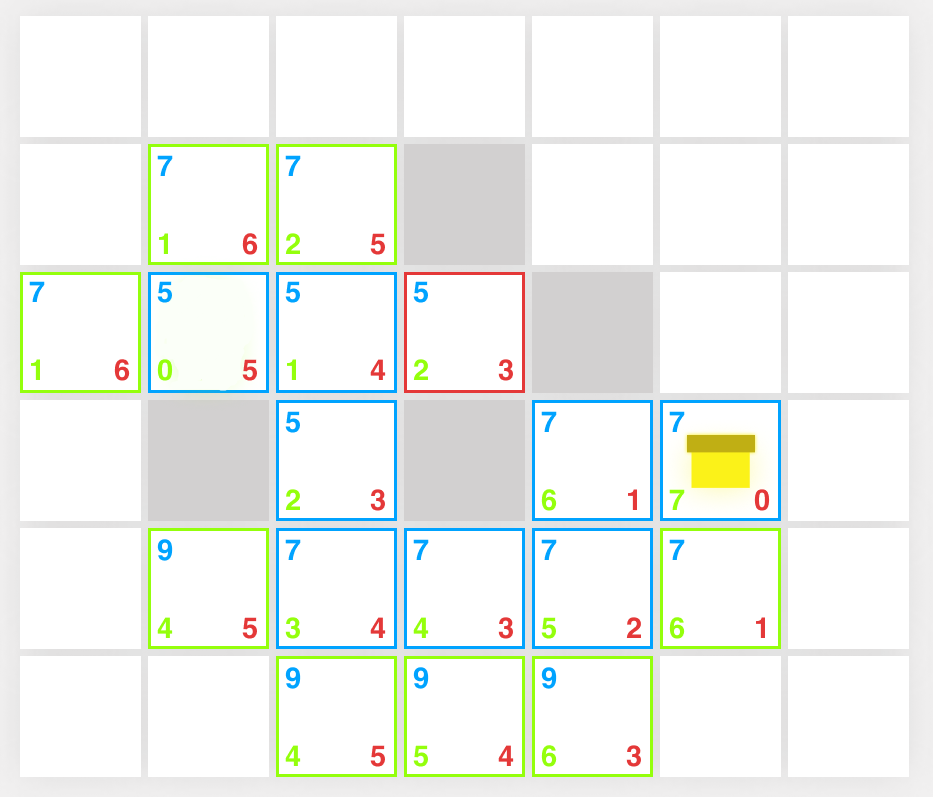 7 7
1 6 2 5
7 5 5 5
1 6 0 5 1 4 2 3
5 7 7
2 3 6 1 7 0
9 7 7 7 7
4 5 3 4 4 3 5 2 6 1
9 9 9
4 5 5 4 6 3